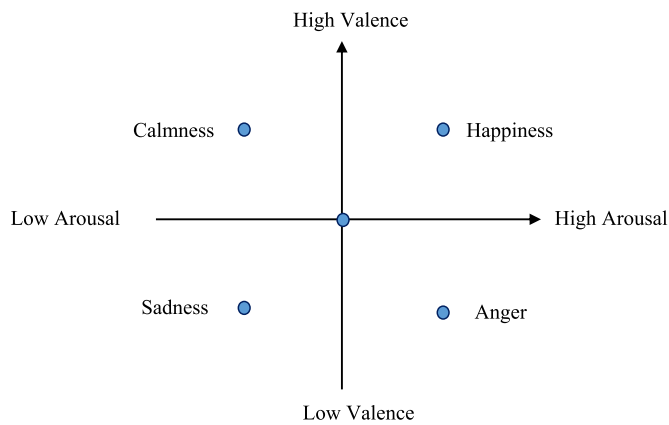 High Valence
Calmness
Happiness
Low Arousal
High Arousal
Sadness
Anger
Low Valence